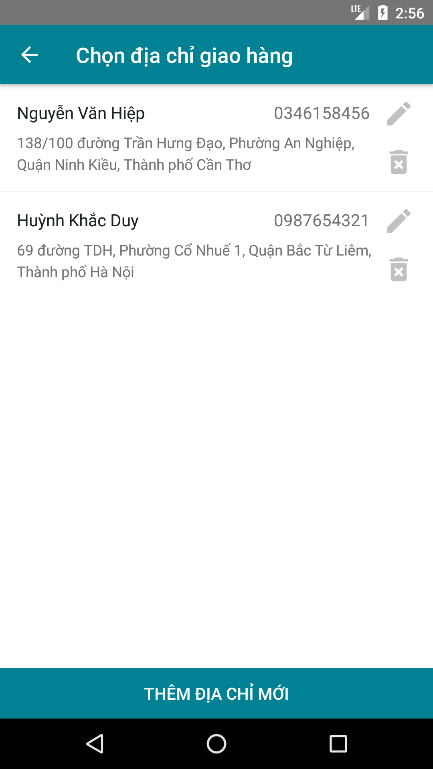 LTE 2:56
Chọn địa chỉ giao hàng
Nguyễn Văn Hiệp 0346158456
138/100 đường Trần Hưng Đạo, Phường An Nghiệp,
Quận Ninh Kiều, Thành phố Cần Thơ
Huỳnh Khắc Duy 0987654321
69 đường TDH, Phường Cổ Nhuế 1, Quận Bắc Từ Liêm,
Thành phố Hà Nội
THÊM ĐỊA CHỈ MỚI